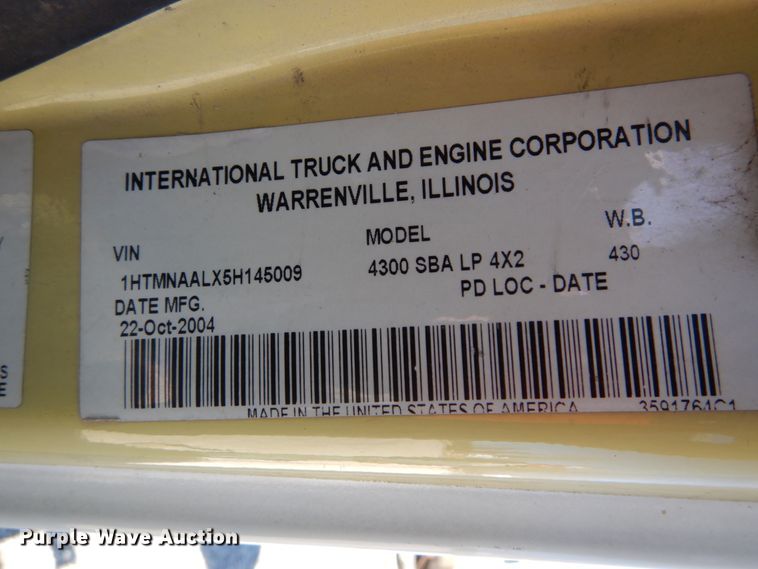 INTERNATIONAL TRUCK AND ENGINE CORPORATION
WARRENVILLE, ILLINOIS
VIN MODEL W.B.
1HTMNAALX5H145009 4300 SBA LP 4X2 430
DATE MFG. PD LOC - DATE
22-Oct-2004
MADE IN THE UNITED STATES OF AMERICA 3591761C1
Y
S
E
Purple Wave Auction